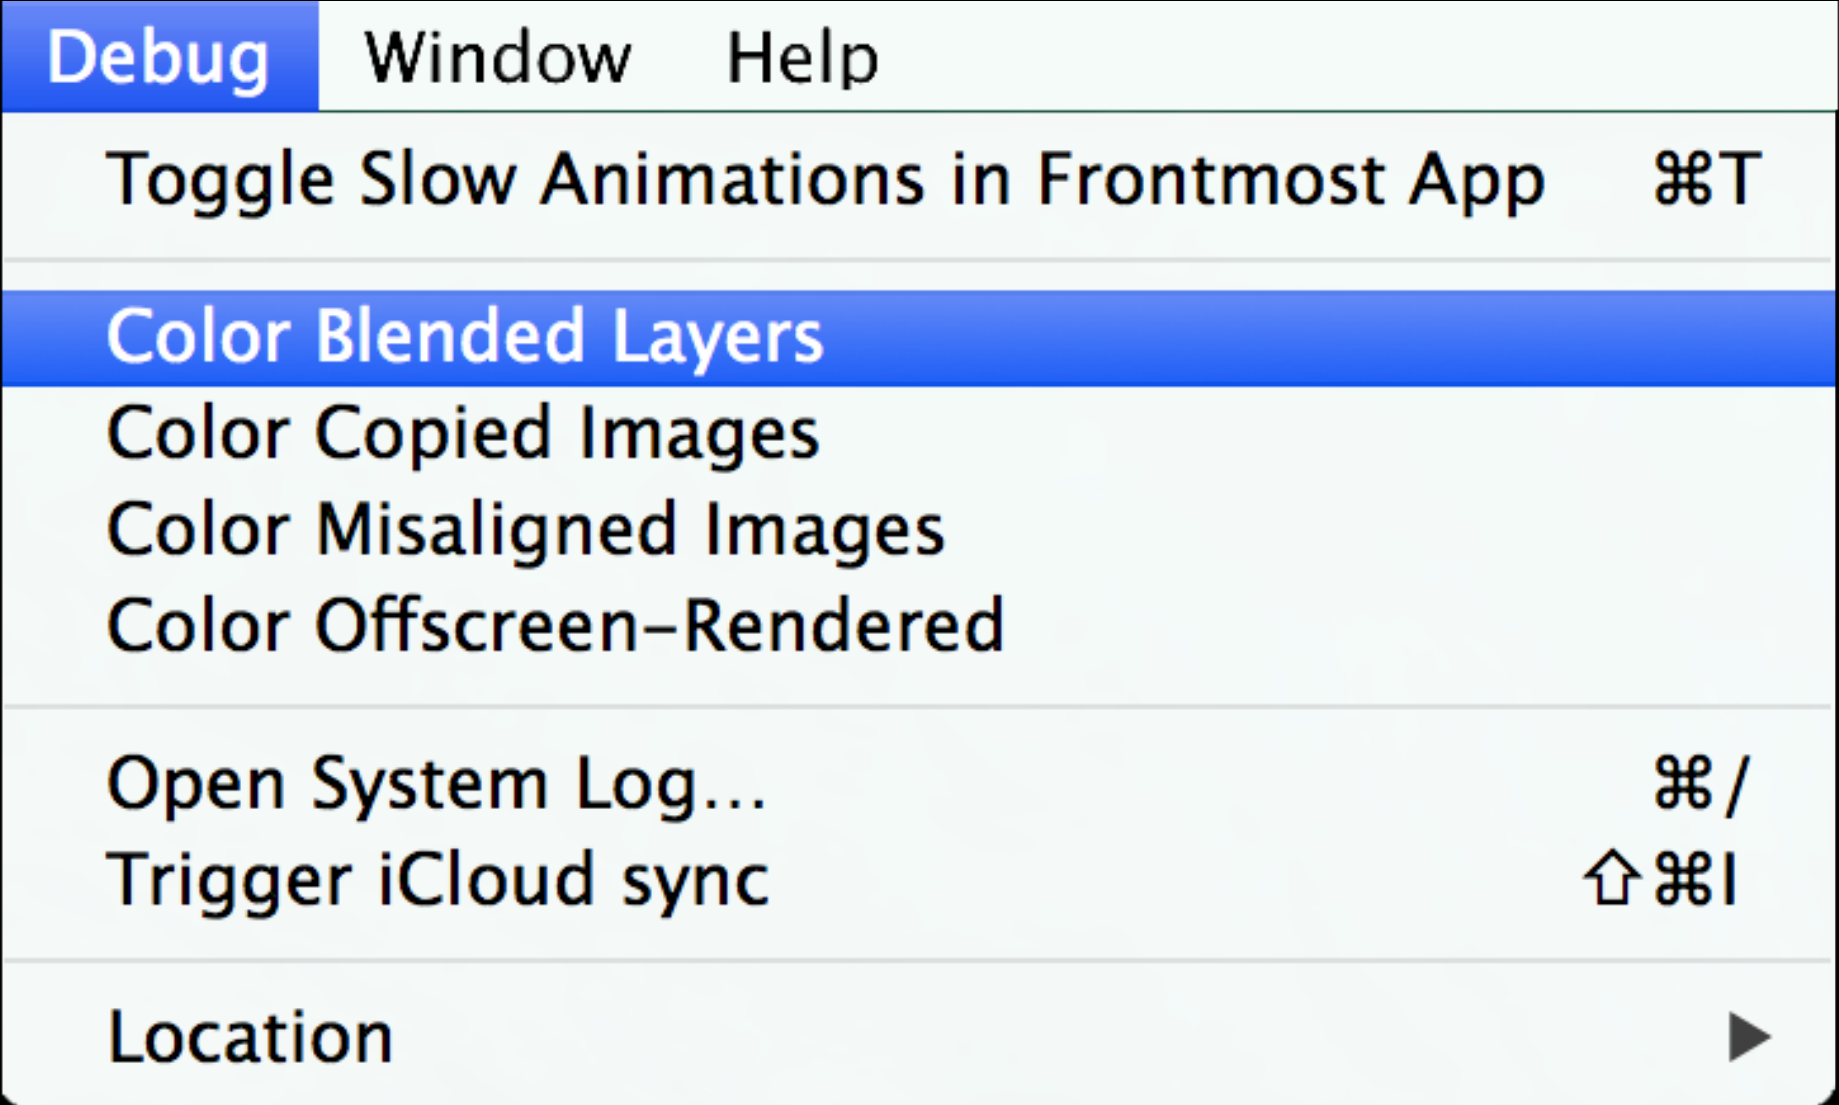 Debug Window Help
Toggle Slow Animations in Frontmost App ⌘T
Color Blended Layers
Color Copied Images
Color Misaligned Images
Color Offscreen-Rendered
Open System Log... ⌘/
Trigger iCloud sync ⇧⌘I
Location ▶